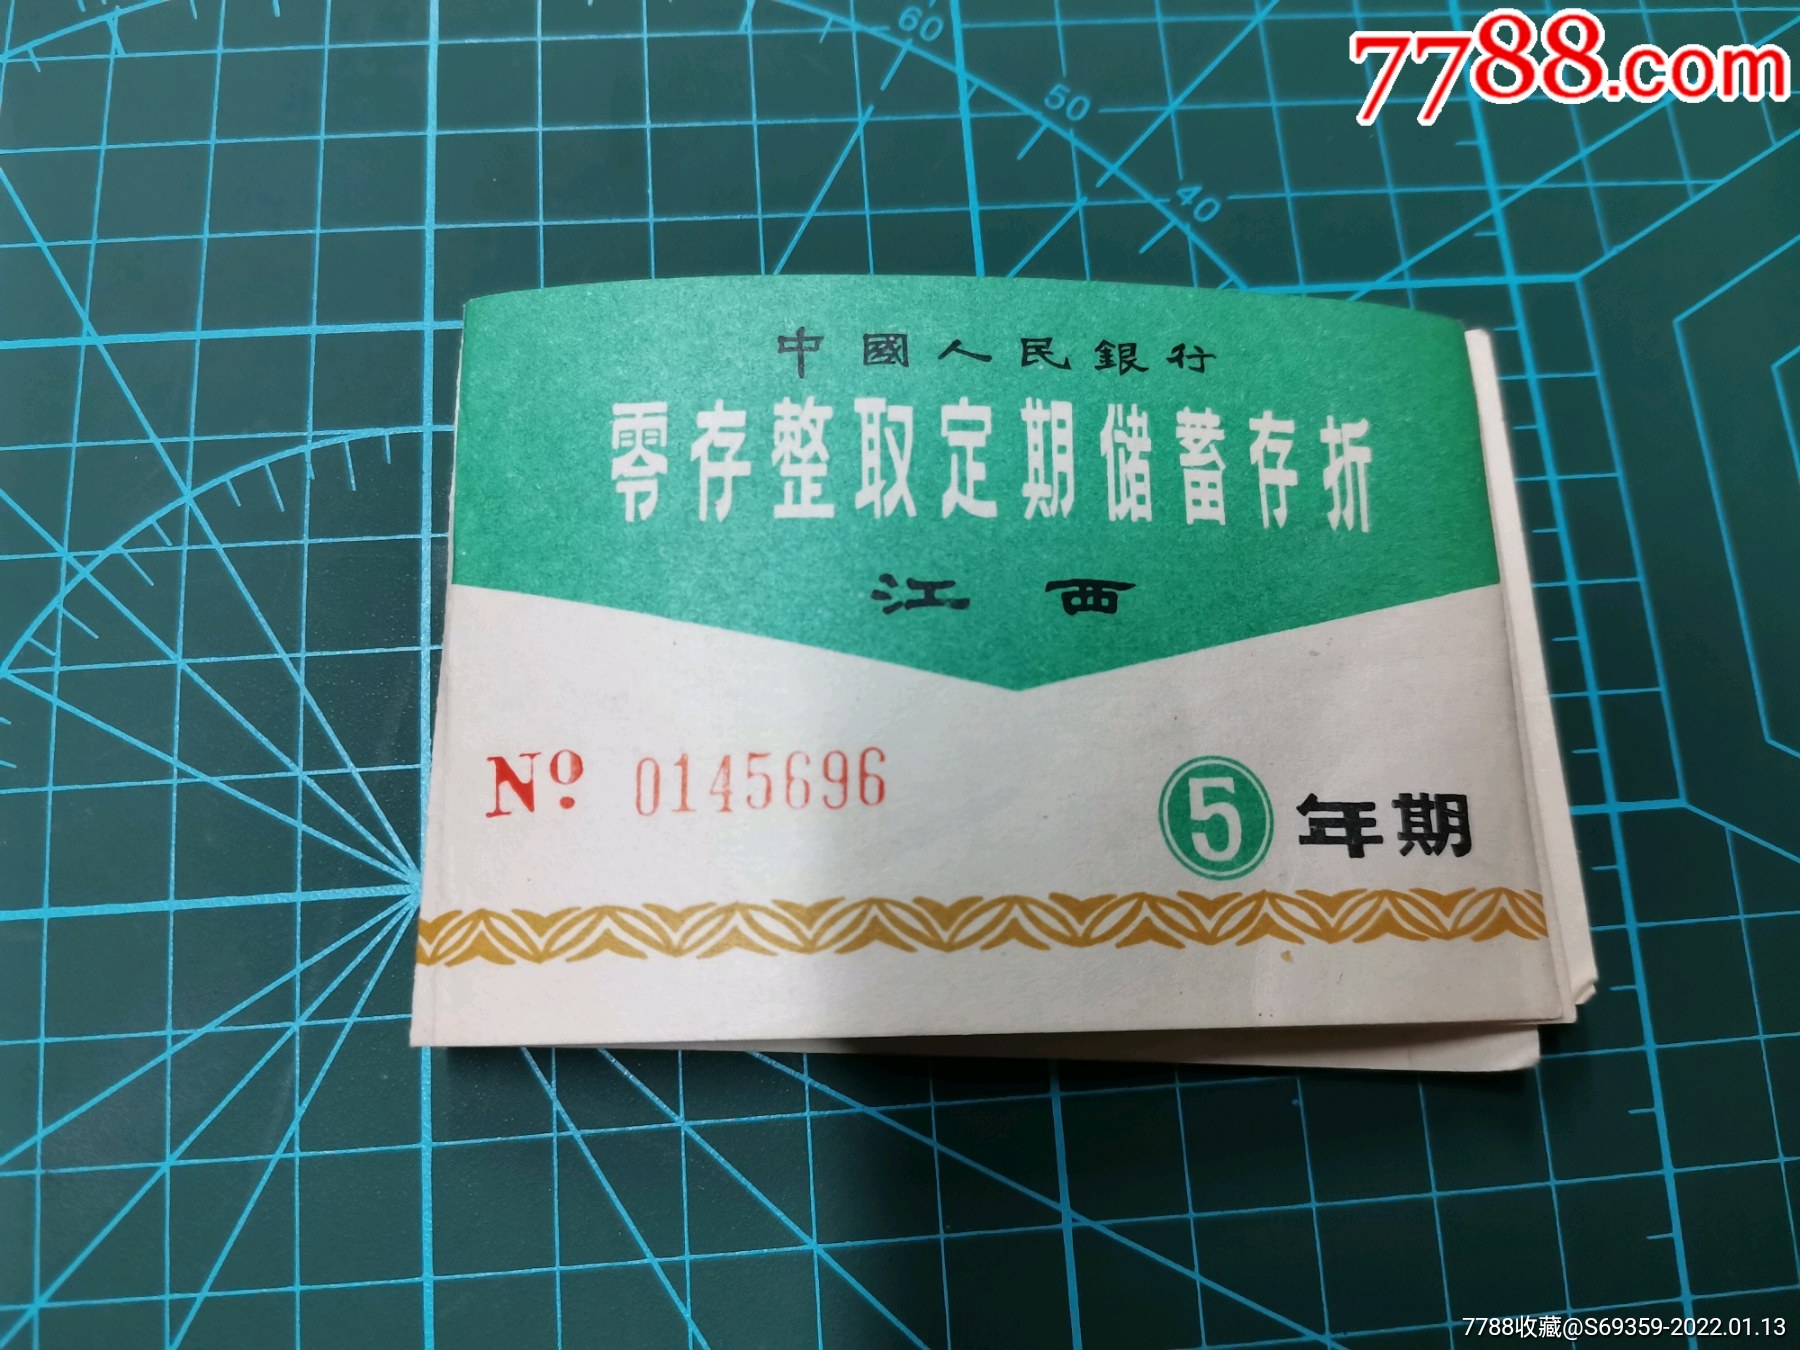 7788.com
60
50
40
中國人民銀行
零存整取定期储蓄存折
江西
Nº 0145696
5 年期
7788收藏@S69359-2022.01.13